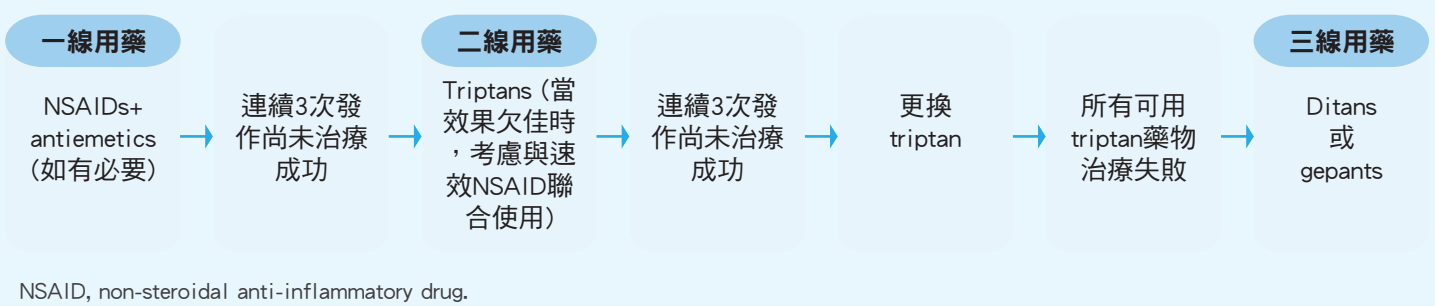 一線用藥
NSAIDs+
antiemetics
（如有必要）
連續3次發
作尚未治療
成功
二線用藥
Triptans（當
效果欠佳時
，考慮與速
效NSAID聯
合使用）
連續3次發
作尚未治療
成功
更換
triptan
所有可用
triptan藥物
治療失敗
三線用藥
Ditans
或
gepants
NSAID, non-steroidal anti-inflammatory drug.